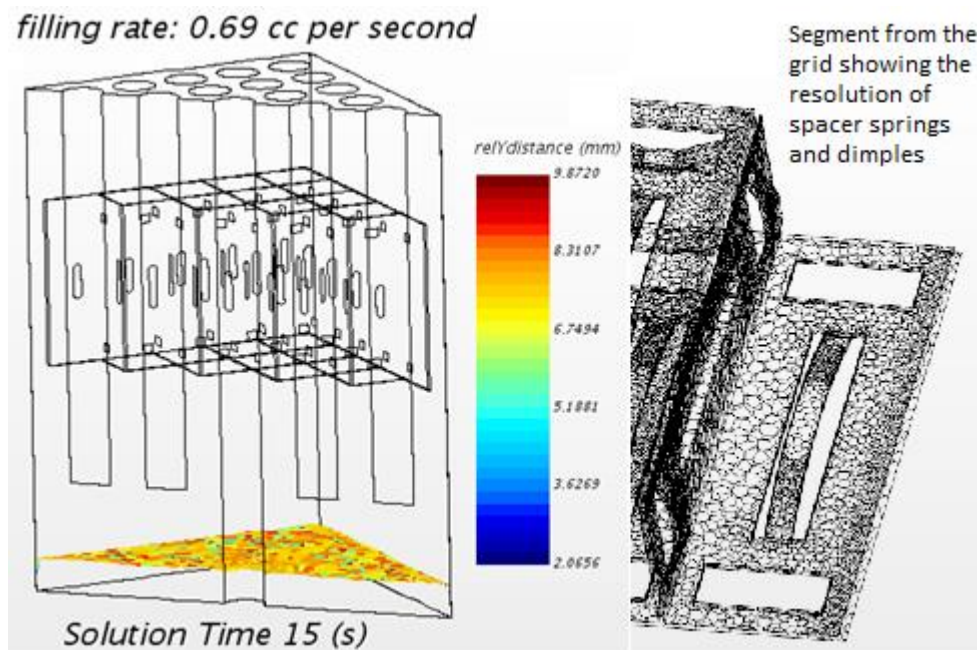 filling rate: 0.69 cc per second
Segment from the
grid showing the
resolution of
spacer springs
and dimples
relYdistance (mm)
9.8720
8.3107
6.7494
5.1881
3.6269
2.0656
Solution Time 15 (s)